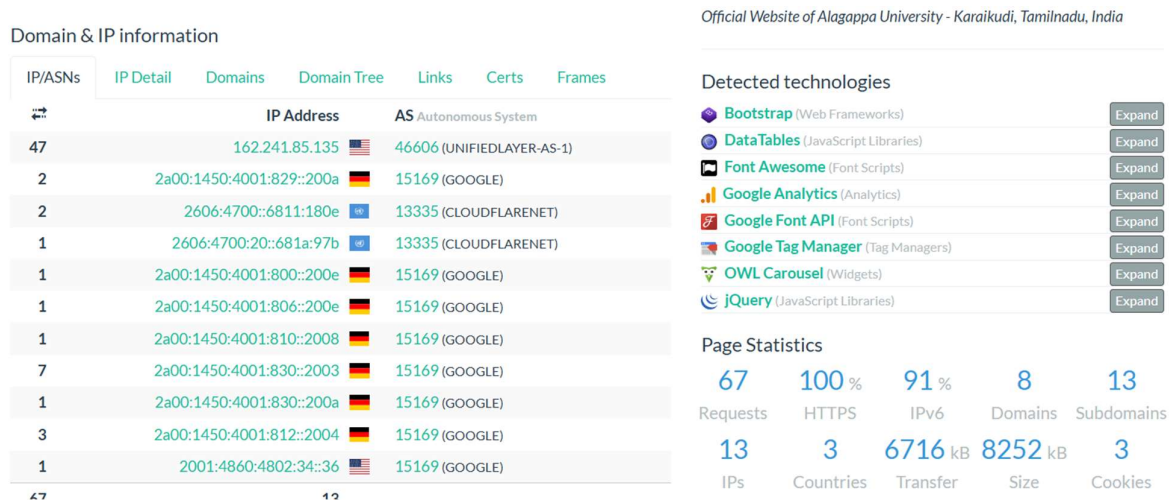 Domain & IP information
IP/ASNs IP Detail Domains Domain Tree Links Certs Frames
IP Address AS Autonomous System
47 162.241.85.135 46606 (UNIFIEDLAYER-AS-1)
2 2a00:1450:4001:829::200a 15169 (GOOGLE)
2 2606:4700::6811:180e 13335 (CLOUDFLARENET)
1 2606:4700:20::681a:97b 13335 (CLOUDFLARENET)
1 2a00:1450:4001:800::200e 15169 (GOOGLE)
1 2a00:1450:4001:806::200e 15169 (GOOGLE)
1 2a00:1450:4001:810::2008 15169 (GOOGLE)
7 2a00:1450:4001:830::2003 15169 (GOOGLE)
1 2a00:1450:4001:830::200a 15169 (GOOGLE)
3 2a00:1450:4001:812::2004 15169 (GOOGLE)
1 2001:4860:4802:34::36 15169 (GOOGLE)
67 13
Official Website of Alagappa University - Karaikudi, Tamilnadu, India
Detected technologies
Bootstrap (Web Frameworks) Expand
DataTables (JavaScript Libraries) Expand
Font Awesome (Font Scripts) Expand
Google Analytics (Analytics) Expand
Google Font API (Font Scripts) Expand
Google Tag Manager (Tag Managers) Expand
OWL Carousel (Widgets) Expand
jQuery (JavaScript Libraries) Expand
Page Statistics
67 100 % 91 % 8 13
Requests HTTPS IPv6 Domains Subdomains
13 3 6716 kB 8252 kB 3
IPs Countries Transfer Size Cookies